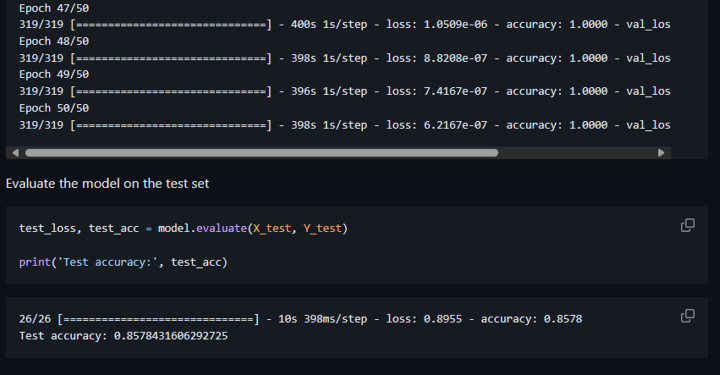 Epoch 47/50
319/319 [==============================] - 400s 1s/step - loss: 1.0509e-06 - accuracy: 1.0000 - val_los
Epoch 48/50
319/319 [==============================] - 398s 1s/step - loss: 8.8208e-07 - accuracy: 1.0000 - val_los
Epoch 49/50
319/319 [==============================] - 396s 1s/step - loss: 7.4167e-07 - accuracy: 1.0000 - val_los
Epoch 50/50
319/319 [==============================] - 398s 1s/step - loss: 6.2167e-07 - accuracy: 1.0000 - val_los
Evaluate the model on the test set
test_loss, test_acc = model.evaluate(X_test, Y_test)
print('Test accuracy:', test_acc)
26/26 [==============================] - 10s 398ms/step - loss: 0.8955 - accuracy: 0.8578
Test accuracy: 0.8578431606292725